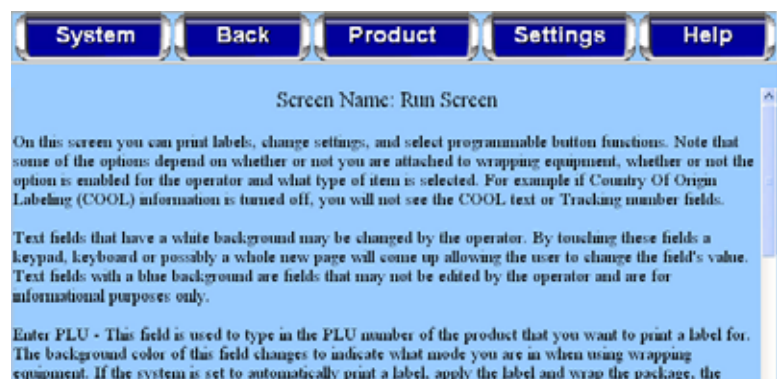 System Back Product Settings Help
Screen Name: Run Screen
On this screen you can print labels, change settings, and select programmable button functions. Note that
some of the options depend on whether or not you are attached to wrapping equipment, whether or not the
option is enabled for the operator and what type of item is selected. For example if Country Of Origin
Labeling (COOL) information is turned off, you will not see the COOL text or Tracking number fields.
Text fields that have a white background may be changed by the operator. By touching these fields a
keypad, keyboard or possibly a whole new page will come up allowing the user to change the field's value.
Text fields with a blue background are fields that may not be edited by the operator and are for
informational purposes only.
Enter PLU - This field is used to type in the PLU number of the product that you want to print a label for.
The background color of this field changes to indicate what mode you are in when using wrapping
equipment. If the system is set to automatically print a label, apply the label and wrap the package, the